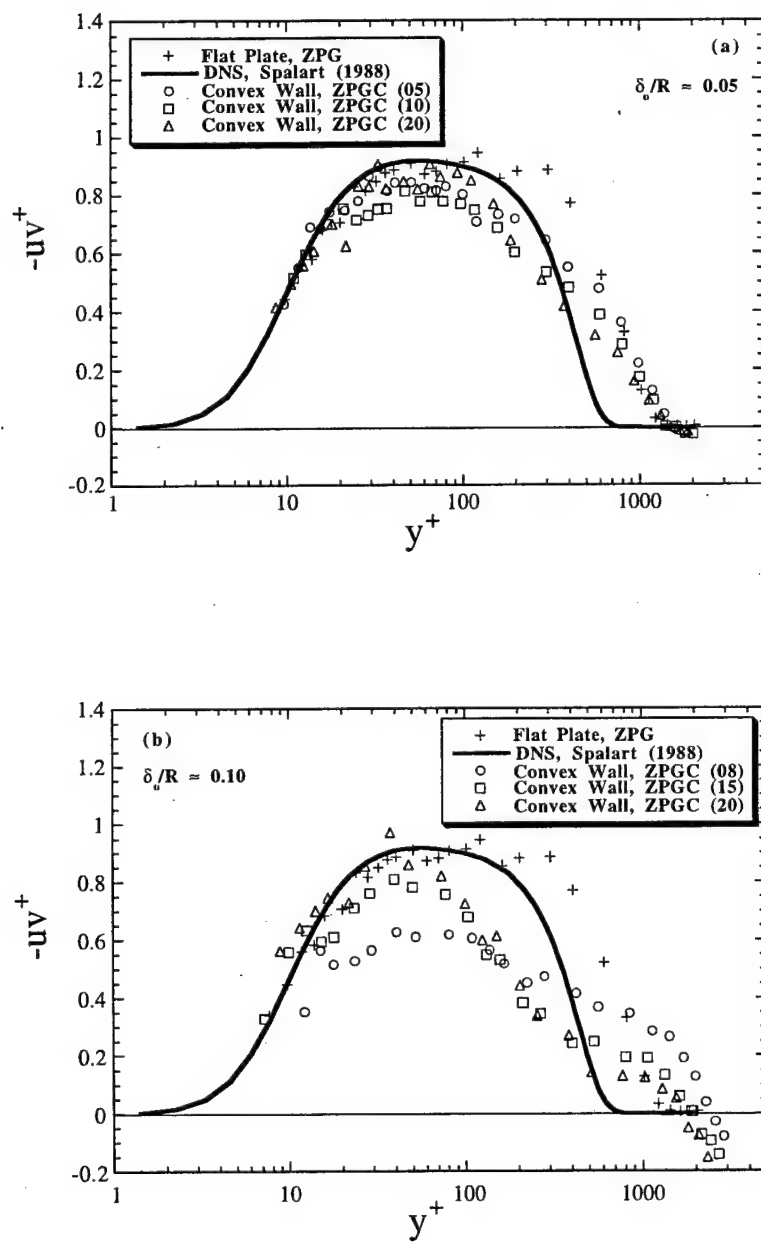 1.4
1.2
1
0.8
0.6
0.4
0.2
0
-0.2
-uv+
Flat Plate, ZPG
DNS, Spalart (1988)
Convex Wall, ZPGC (05)
Convex Wall, ZPGC (10)
Convex Wall, ZPGC (20)
(a)
δo/R ≈ 0.05
1
10
100
1000
y+
1.4
1.2
1
0.8
0.6
0.4
0.2
0
-0.2
-uv+
(b)
δo/R ≈ 0.10
Flat Plate, ZPG
DNS, Spalart (1988)
Convex Wall, ZPGC (08)
Convex Wall, ZPGC (15)
Convex Wall, ZPGC (20)
1
10
100
1000
y+